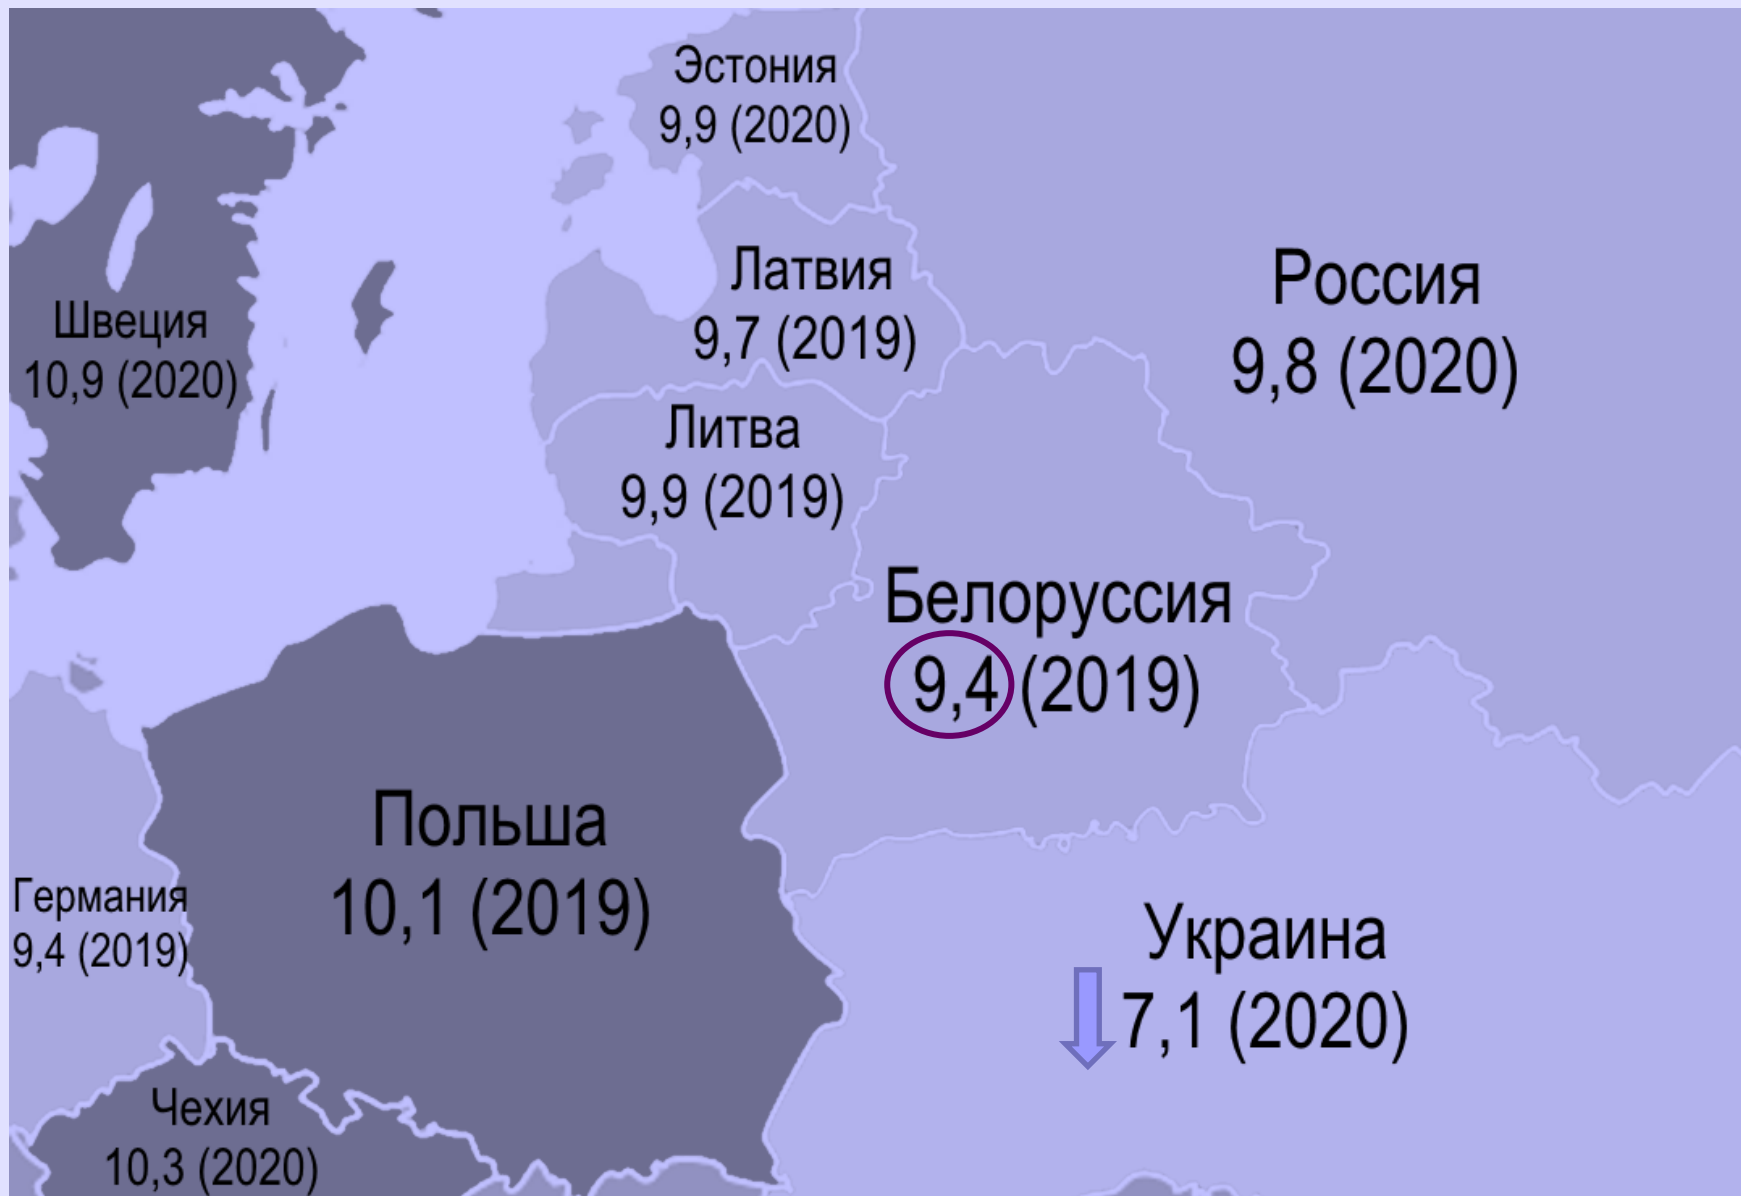 Эстония
9,9 (2020)
Латвия
9,7 (2019)
Россия
9,8 (2020)
Швеция
10,9 (2020)
Литва
9,9 (2019)
Белоруссия
9,4 (2019)
Польша
10,1 (2019)
Германия
9,4 (2019)
Украина
7,1 (2020)
Чехия
10,3 (2020)